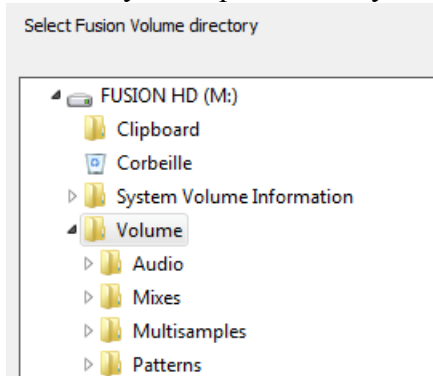 Select Fusion Volume directory
FUSION HD (M:)
Clipboard
Corbeille
System Volume Information
Volume
Audio
Mixes
Multisamples
Patterns